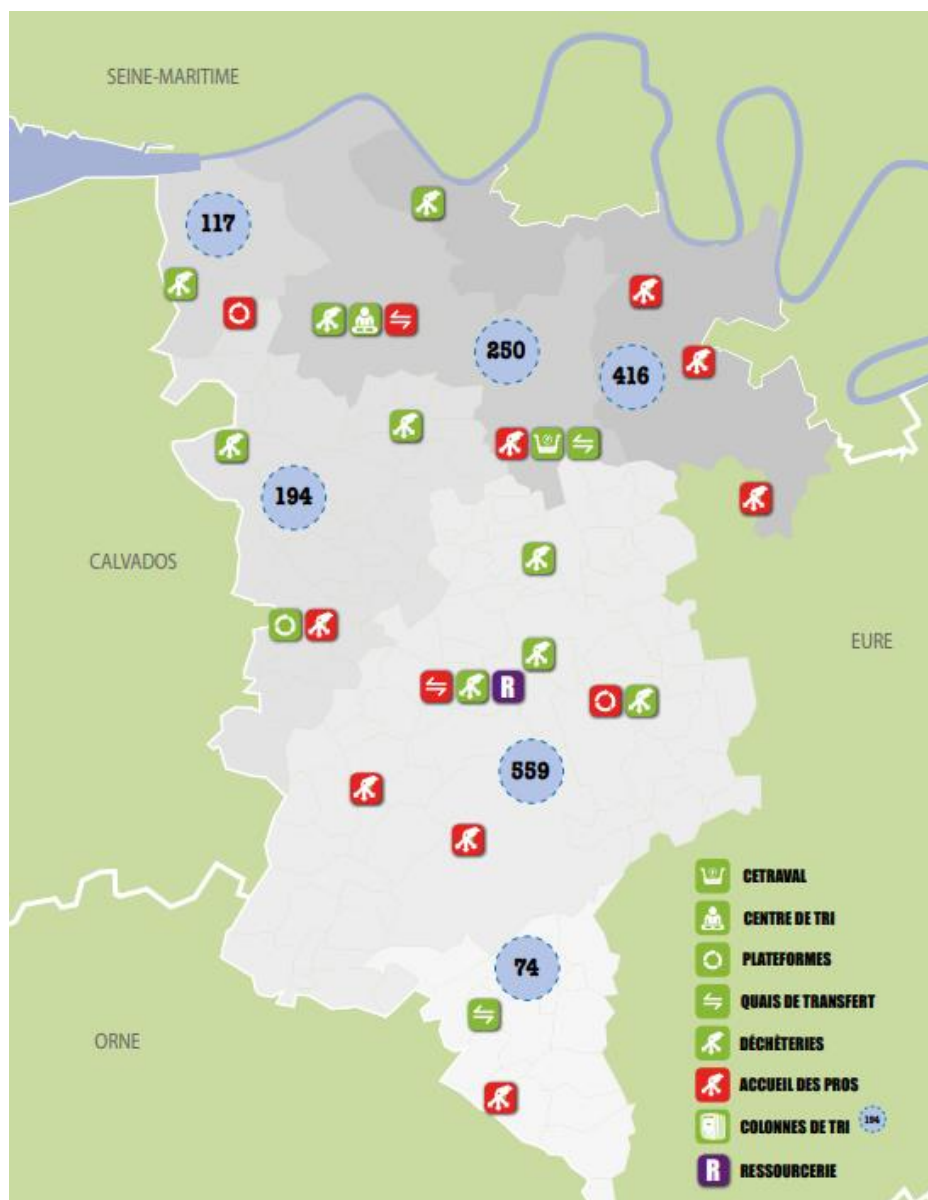 SEINE-MARITIME
117
250
416
194
CALVADOS
EURE
R
559
CETRAVAL
CENTRE DE TRI
74
PLATEFORMES
QUAIS DE TRANSFERT
ORNE
DÉCHÈTERIES
ACCUEIL DES PROS
COLONNES DE TRI 194
R RESSOURCERIE